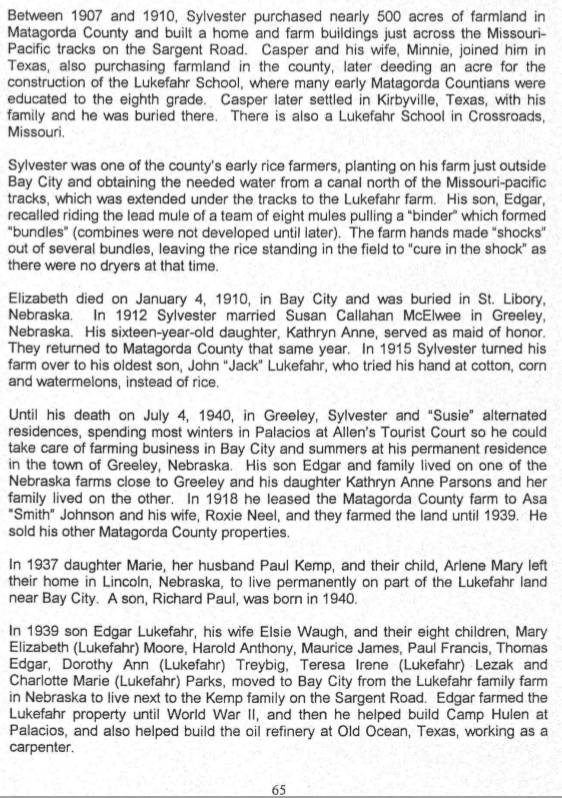 Between 1907 and 1910, Sylvester purchased nearly 500 acres of farmland in
Matagorda County and built a home and farm buildings just across the Missouri-
Pacific tracks on the Sargent Road. Casper and his wife, Minnie, joined him in
Texas, also purchasing farmland in the county, later deeding an acre for the
construction of the Lukefahr School, where many early Matagorda Countians were
educated to the eighth grade. Casper later settled in Kirbyville, Texas, with his
family and he was buried there. There is also a Lukefahr School in Crossroads,
Missouri.
Sylvester was one of the county's early rice farmers, planting on his farm just outside
Bay City and obtaining the needed water from a canal north of the Missouri-pacific
tracks, which was extended under the tracks to the Lukefahr farm. His son, Edgar,
recalled riding the lead mule of a team of eight mules pulling a "binder" which formed
"bundles" (combines were not developed until later). The farm hands made "shocks"
out of several bundles, leaving the rice standing in the field to "cure in the shock" as
there were no dryers at that time.
Elizabeth died on January 4, 1910, in Bay City and was buried in St. Libory,
Nebraska. In 1912 Sylvester married Susan Callahan McElwee in Greeley,
Nebraska. His sixteen-year-old daughter, Kathryn Anne, served as maid of honor.
They returned to Matagorda County that same year. In 1915 Sylvester turned his
farm over to his oldest son, John "Jack" Lukefahr, who tried his hand at cotton, corn
and watermelons, instead of rice.
Until his death on July 4, 1940, in Greeley, Sylvester and "Susie" alternated
residences, spending most winters in Palacios at Allen's Tourist Court so he could
take care of farming business in Bay City and summers at his permanent residence
in the town of Greeley, Nebraska. His son Edgar and family lived on one of the
Nebraska farms close to Greeley and his daughter Kathryn Anne Parsons and her
family lived on the other. In 1918 he leased the Matagorda County farm to Asa
"Smith" Johnson and his wife, Roxie Neel, and they farmed the land until 1939. He
sold his other Matagorda County properties.
In 1937 daughter Marie, her husband Paul Kemp, and their child, Arlene Mary left
their home in Lincoln, Nebraska, to live permanently on part of the Lukefahr land
near Bay City. A son, Richard Paul, was born in 1940.
In 1939 son Edgar Lukefahr, his wife Elsie Waugh, and their eight children, Mary
Elizabeth (Lukefahr) Moore, Harold Anthony, Maurice James, Paul Francis, Thomas
Edgar, Dorothy Ann (Lukefahr) Treybig, Teresa Irene (Lukefahr) Lezak and
Charlotte Marie (Lukefahr) Parks, moved to Bay City from the Lukefahr family farm
in Nebraska to live next to the Kemp family on the Sargent Road. Edgar farmed the
Lukefahr property until World War II, and then he helped build Camp Hulen at
Palacios, and also helped build the oil refinery at Old Ocean, Texas, working as a
carpenter.
65